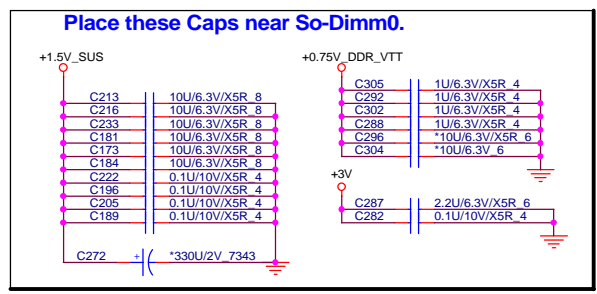 Place these Caps near So-Dimm0.
+1.5V_SUS
C213 10U/6.3V/X5R_8
C216 10U/6.3V/X5R_8
C233 10U/6.3V/X5R_8
C181 10U/6.3V/X5R_8
C173 10U/6.3V/X5R_8
C184 10U/6.3V/X5R_8
C222 0.1U/10V/X5R_4
C196 0.1U/10V/X5R_4
C205 0.1U/10V/X5R_4
C189 0.1U/10V/X5R_4
C272 + *330U/2V_7343
+0.75V_DDR_VTT
C305 1U/6.3V/X5R_4
C292 1U/6.3V/X5R_4
C302 1U/6.3V/X5R_4
C288 1U/6.3V/X5R_4
C296 *10U/6.3V/X5R_6
C304 *10U/6.3V_6
+3V
C287 2.2U/6.3V/X5R_6
C282 0.1U/10V/X5R_4